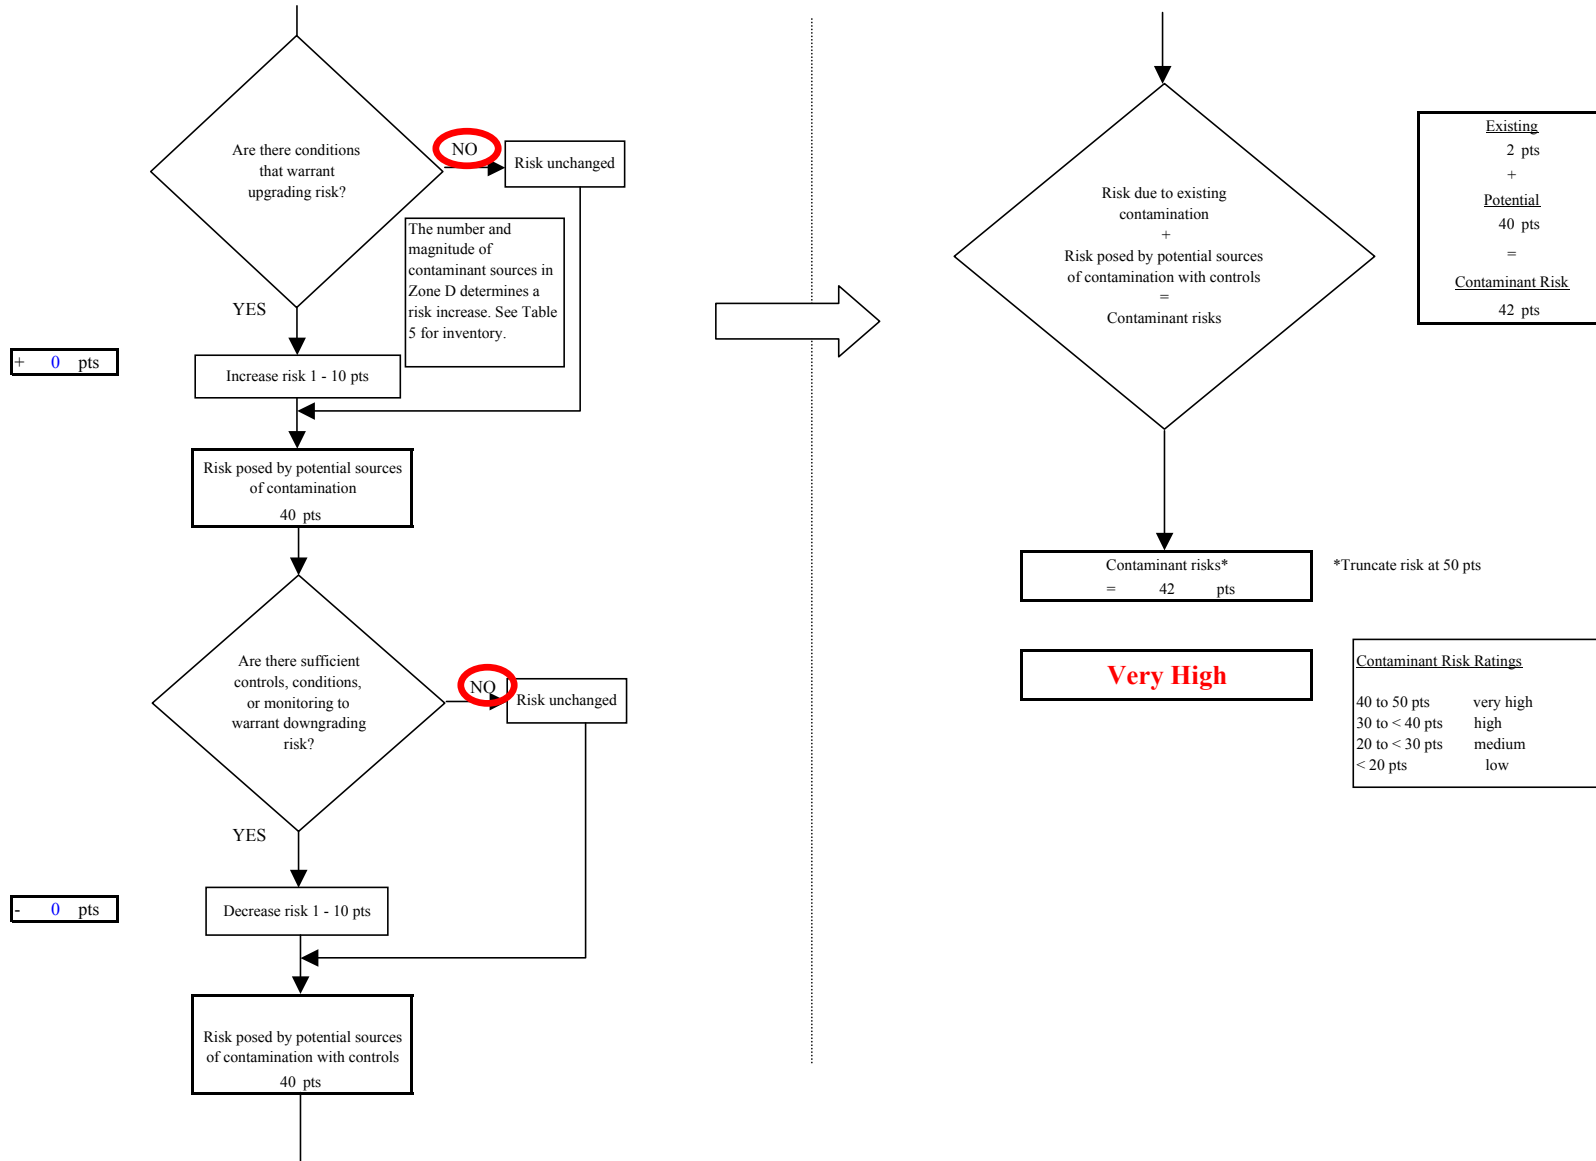 Are there conditions
that warrant
upgrading risk?
NO
Risk unchanged
The number and
magnitude of
contaminant sources in
Zone D determines a
risk increase. See Table
5 for inventory.
YES
+ 0 pts
Increase risk 1 - 10 pts
Risk posed by potential sources
of contamination
40 pts
Are there sufficient
controls, conditions,
or monitoring to
warrant downgrading
risk?
NO
Risk unchanged
YES
- 0 pts
Decrease risk 1 - 10 pts
Risk posed by potential sources
of contamination with controls
40 pts
Risk due to existing
contamination
+
Risk posed by potential sources
of contamination with controls
=
Contaminant risks
Existing
2 pts
+
Potential
40 pts
=
Contaminant Risk
42 pts
Contaminant risks*
= 42 pts
*Truncate risk at 50 pts
Very High
Contaminant Risk Ratings
40 to 50 pts very high
30 to < 40 pts high
20 to < 30 pts medium
< 20 pts low